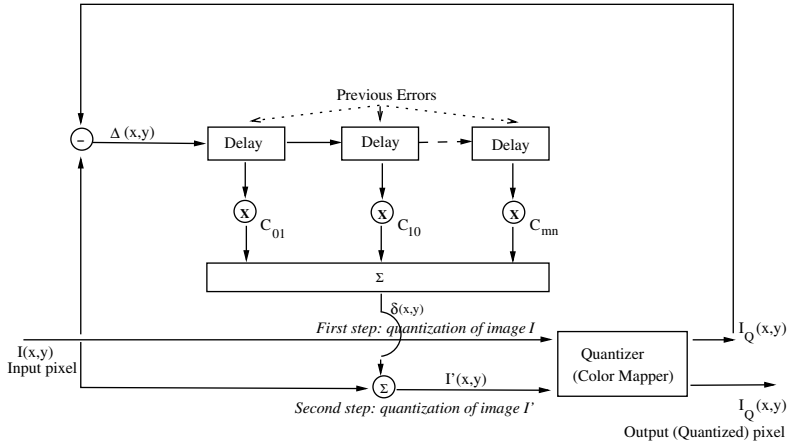 Previous Errors
Δ (x,y)
−
Delay
Delay
Delay
X
X
X
C01
C10
Cmn
Σ
δ(x,y)
First step: quantization of image I
IQ(x,y)
I(x,y)
Input pixel
Quantizer
(Color Mapper)
Σ
I'(x,y)
Second step: quantization of image I'
IQ(x,y)
Output (Quantized) pixel